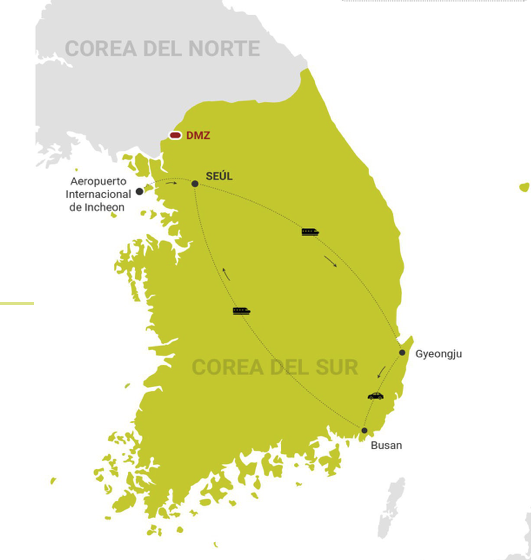 COREA DEL NORTE
DMZ
SEÚL
Aeropuerto
Internacional
de Incheon
Gyeongju
COREA DEL SUR
Busan